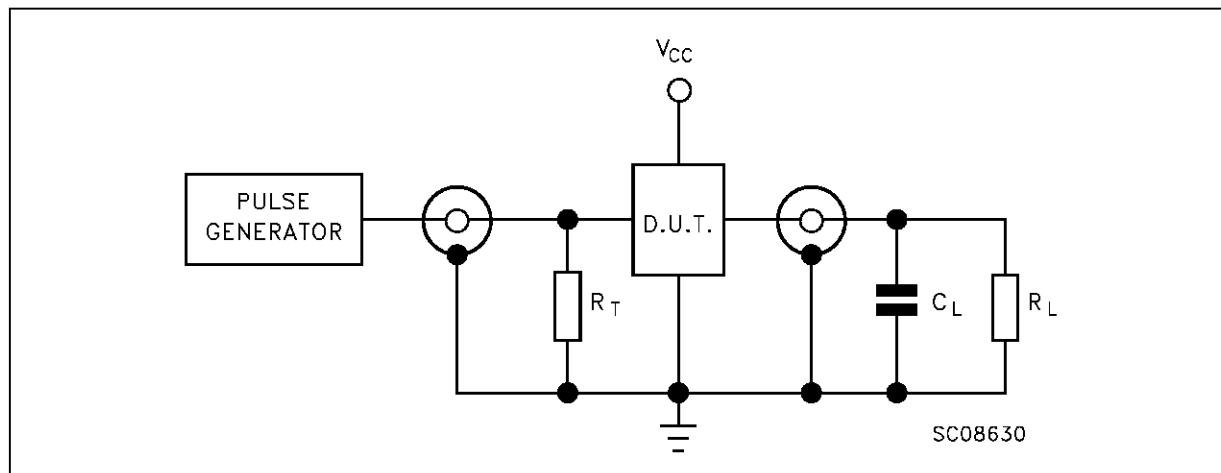 V_CC
PULSE
GENERATOR
D.U.T.
R_T
C_L
R_L
SC08630